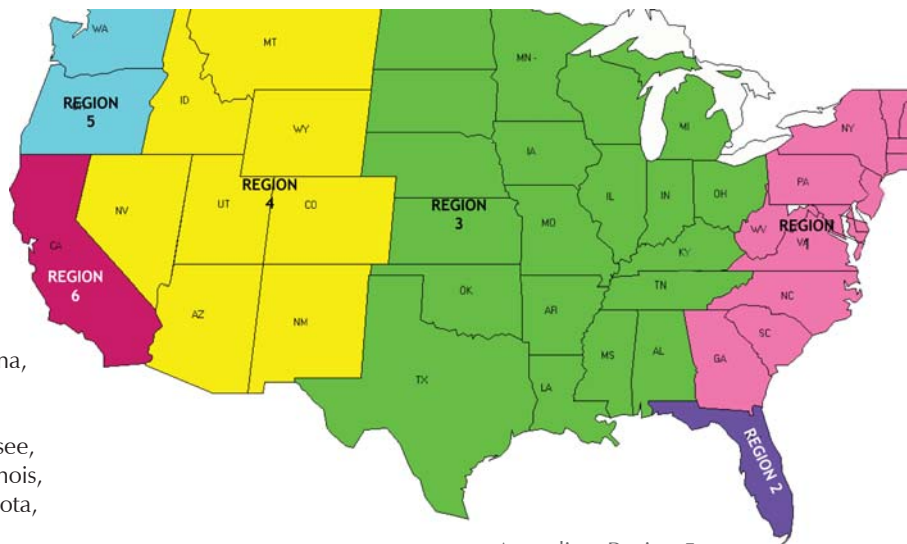 WA
MT
MN -
REGION
5
ID
MI
NY
WY
IA
PA
REGION
4
NV
UT
CO
REGION
3
IL
IN
OH
MO
WV
REGION
1
VA
CA
KY
REGION
6
OK
TN
NC
AZ
NM
AR
SC
MS
AL
GA
TX
LA
REGION 2
na,
see,
nois,
ota,